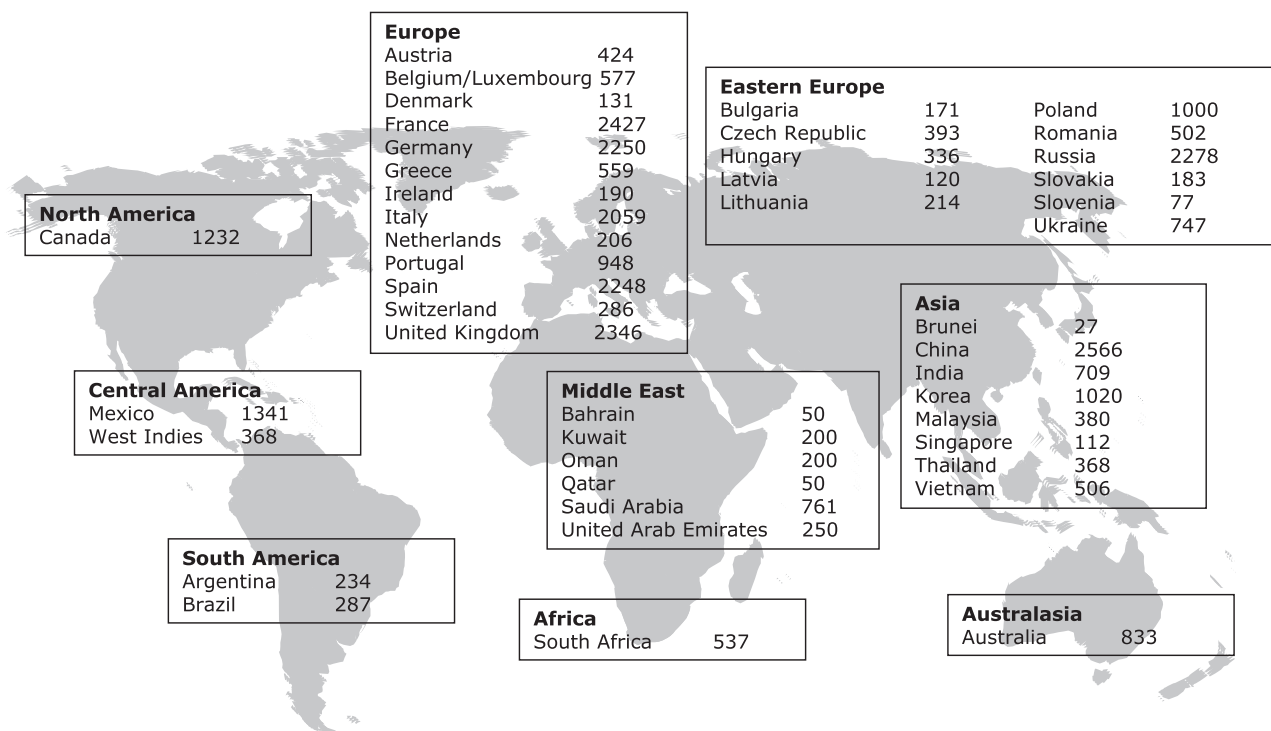 Europe
Austria 424
Belgium/Luxembourg 577
Denmark 131
France 2427
Germany 2250
Greece 559
Ireland 190
Italy 2059
Netherlands 206
Portugal 948
Spain 2248
Switzerland 286
United Kingdom 2346
Eastern Europe
Bulgaria 171 Poland 1000
Czech Republic 393 Romania 502
Hungary 336 Russia 2278
Latvia 120 Slovakia 183
Lithuania 214 Slovenia 77
Ukraine 747
North America
Canada 1232
Asia
Brunei 27
China 2566
India 709
Korea 1020
Malaysia 380
Singapore 112
Thailand 368
Vietnam 506
Central America
Mexico 1341
West Indies 368
Middle East
Bahrain 50
Kuwait 200
Oman 200
Qatar 50
Saudi Arabia 761
United Arab Emirates 250
South America
Argentina 234
Brazil 287
Africa
South Africa 537
Australasia
Australia 833